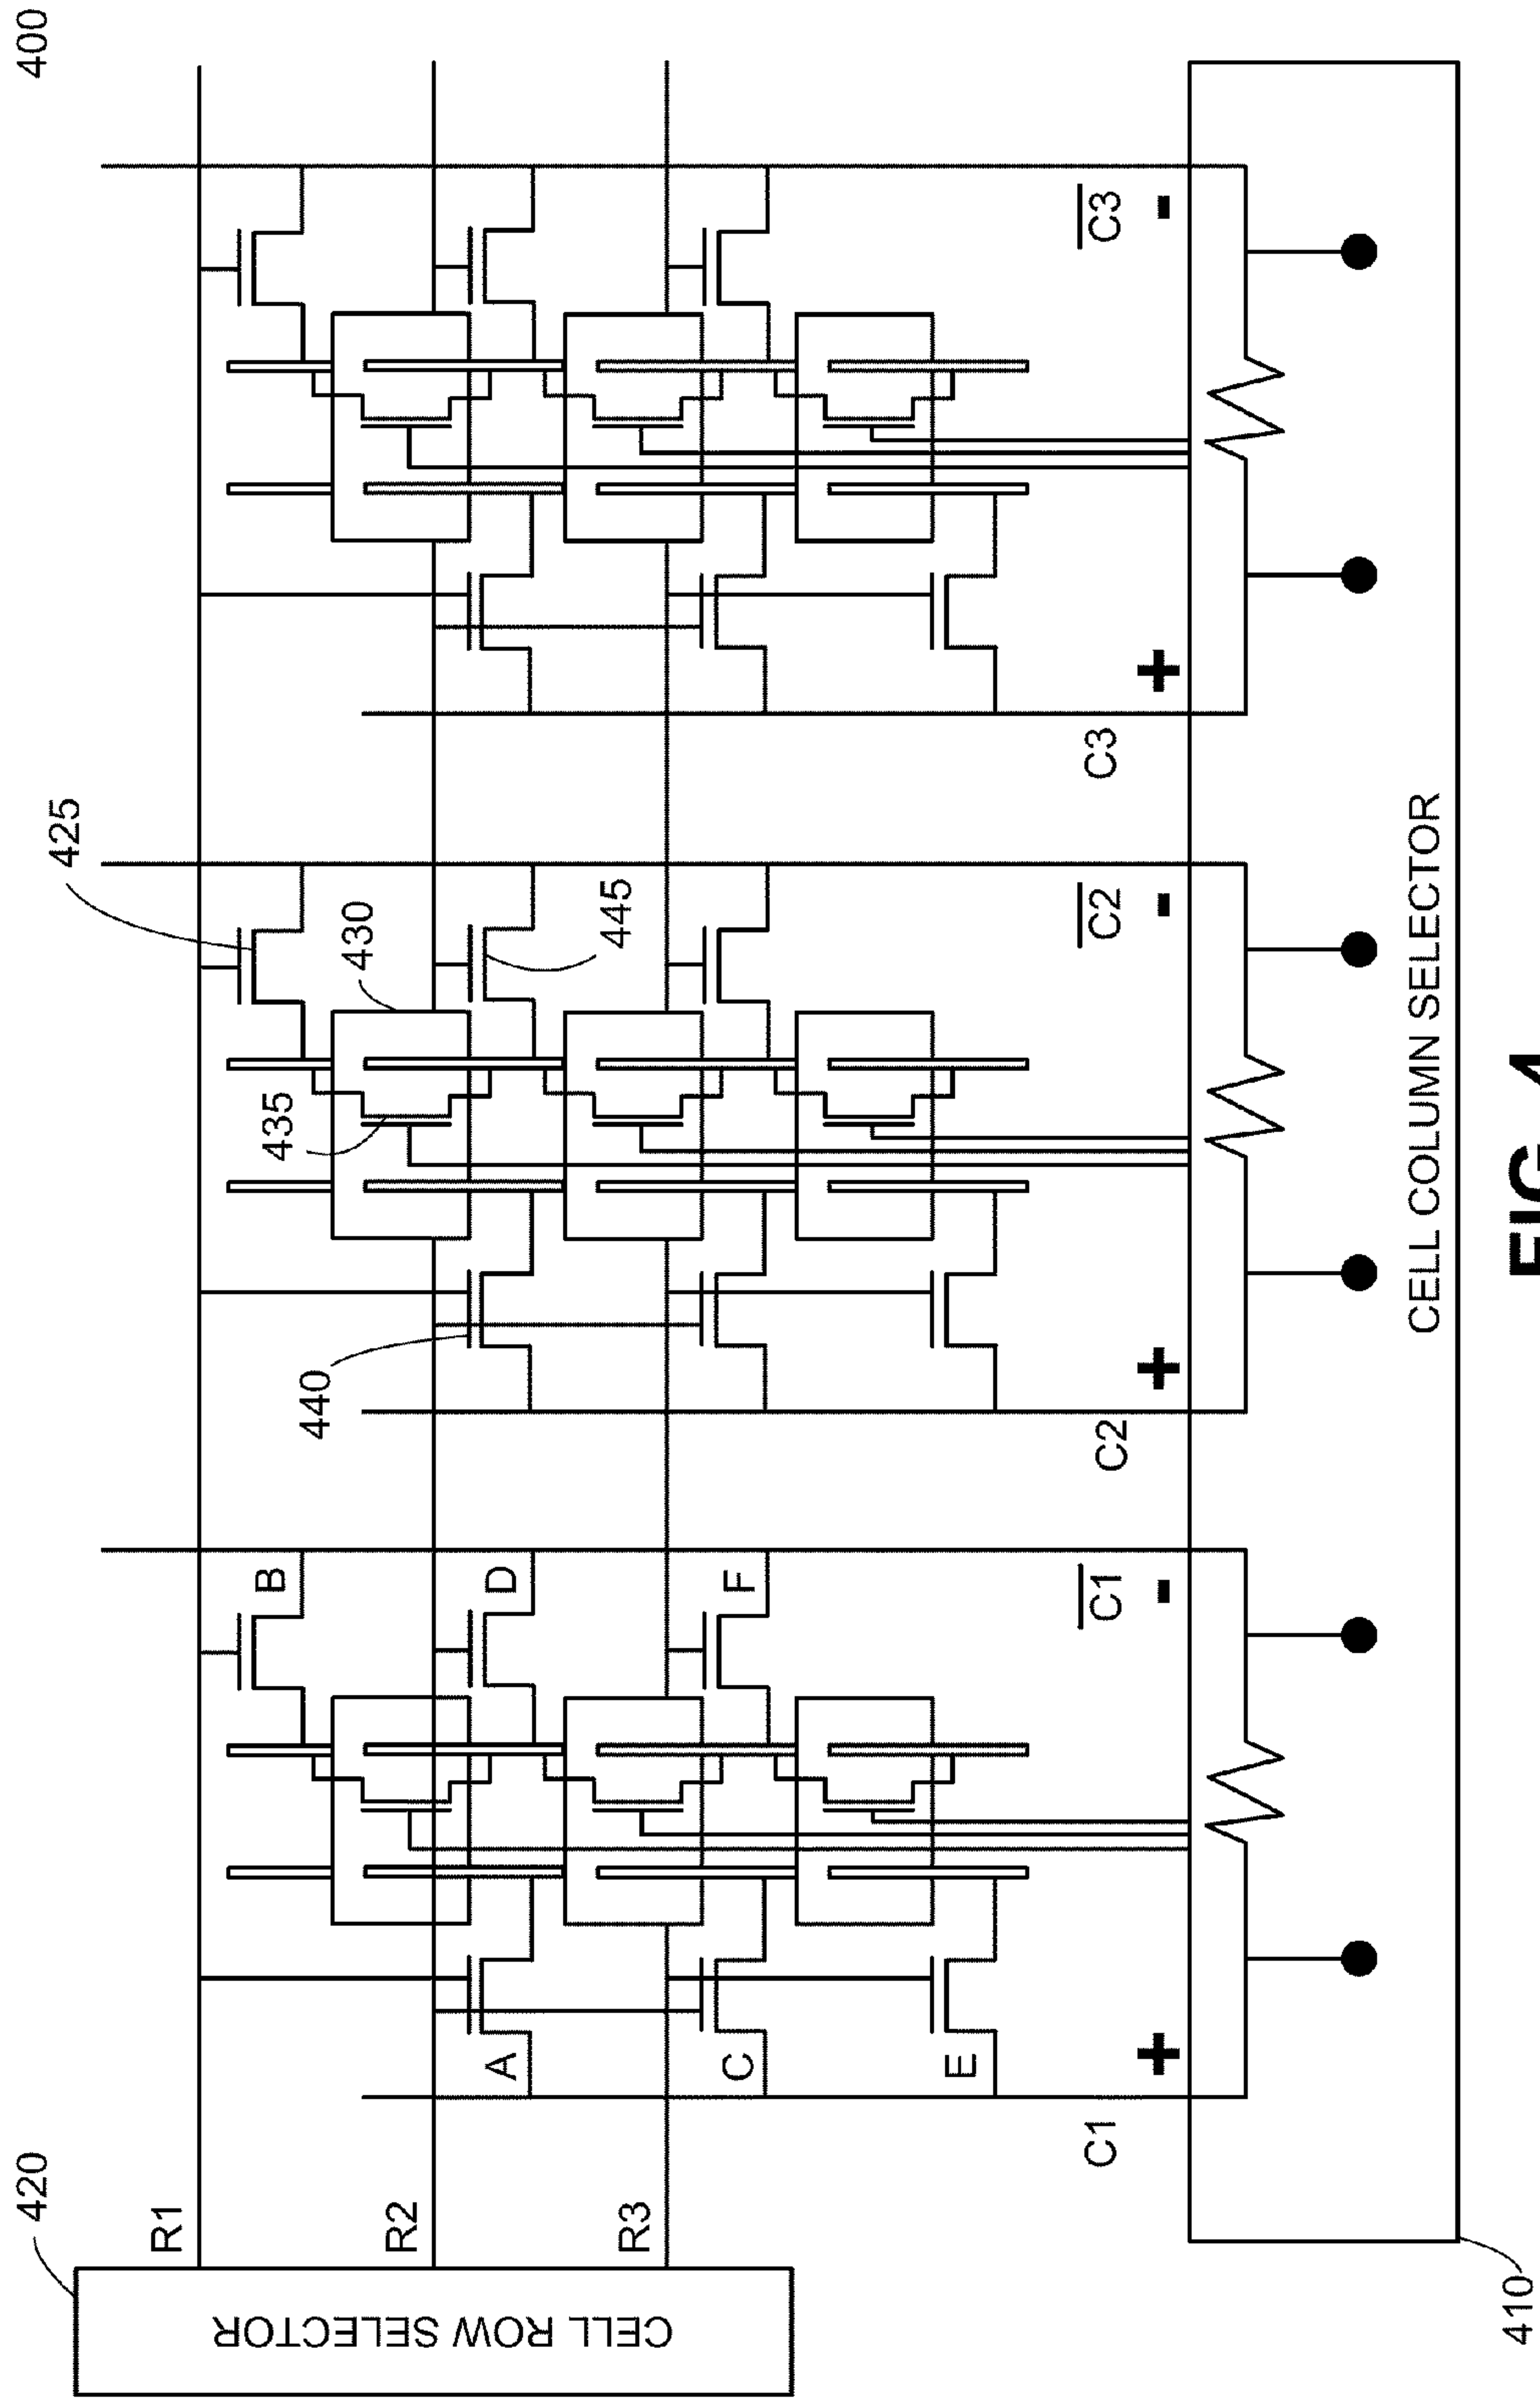 420
400
425
R1
B
435
440
430
CELL ROW SELECTOR
R2
A
D
445
R3
C
F
E
C1
+
C1
-
C2
+
C2
-
C3
+
C3
-
CELL COLUMN SELECTOR
410
FIG. 4